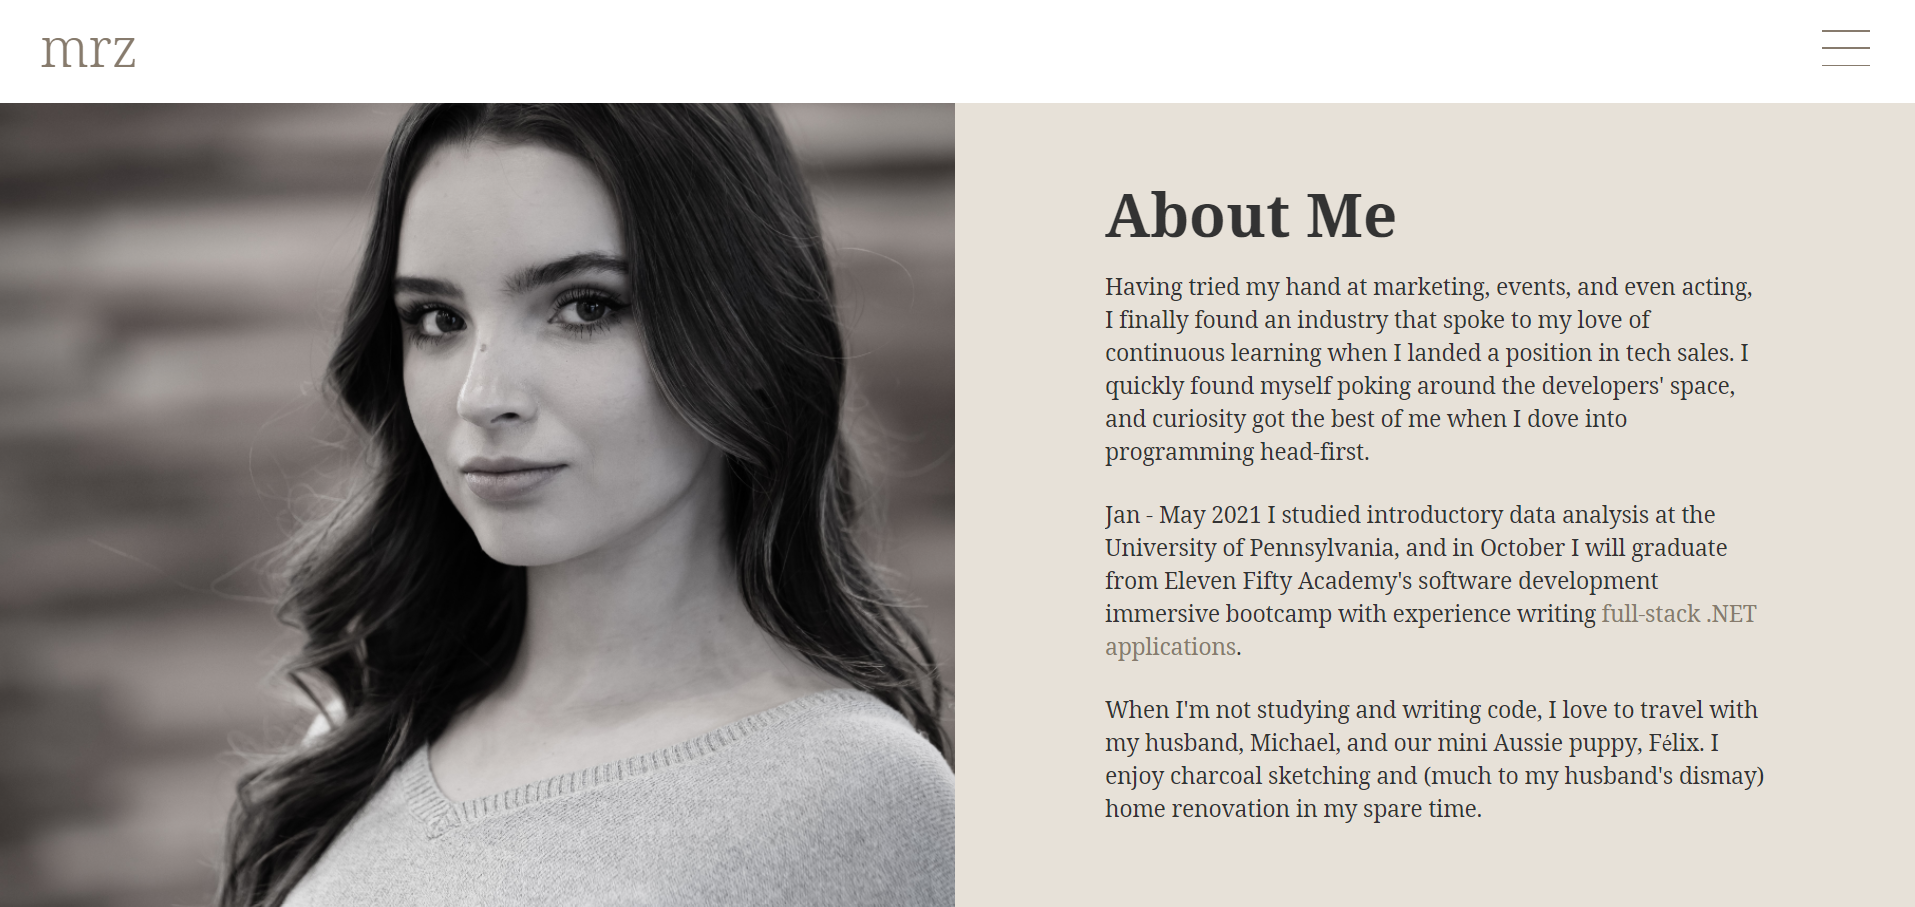 mrz
About Me
Having tried my hand at marketing, events, and even acting,
I finally found an industry that spoke to my love of
continuous learning when I landed a position in tech sales. I
quickly found myself poking around the developers' space,
and curiosity got the best of me when I dove into
programming head-first.
Jan - May 2021 I studied introductory data analysis at the
University of Pennsylvania, and in October I will graduate
from Eleven Fifty Academy's software development
immersive bootcamp with experience writing full-stack .NET
applications.
When I'm not studying and writing code, I love to travel with
my husband, Michael, and our mini Aussie puppy, Félix. I
enjoy charcoal sketching and (much to my husband's dismay)
home renovation in my spare time.